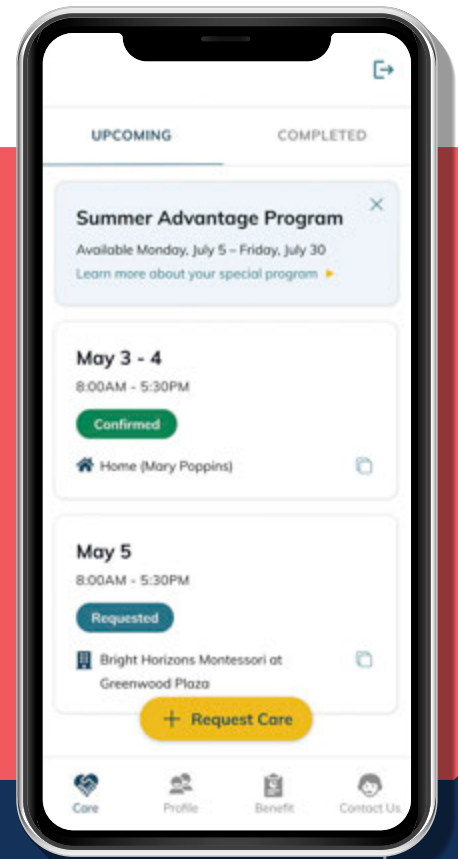 UPCOMING
COMPLETED
Summer Advantage Program
Available Monday, July 5 – Friday, July 30
Learn more about your special program
May 3 - 4
8:00AM - 5:30PM
Confirmed
Home (Mary Poppins)
May 5
8:00AM - 5:30PM
Requested
Bright Horizons Montessori at
Greenwood Plaza
+ Request Care
Care
Profile
Benefit
Contact Us